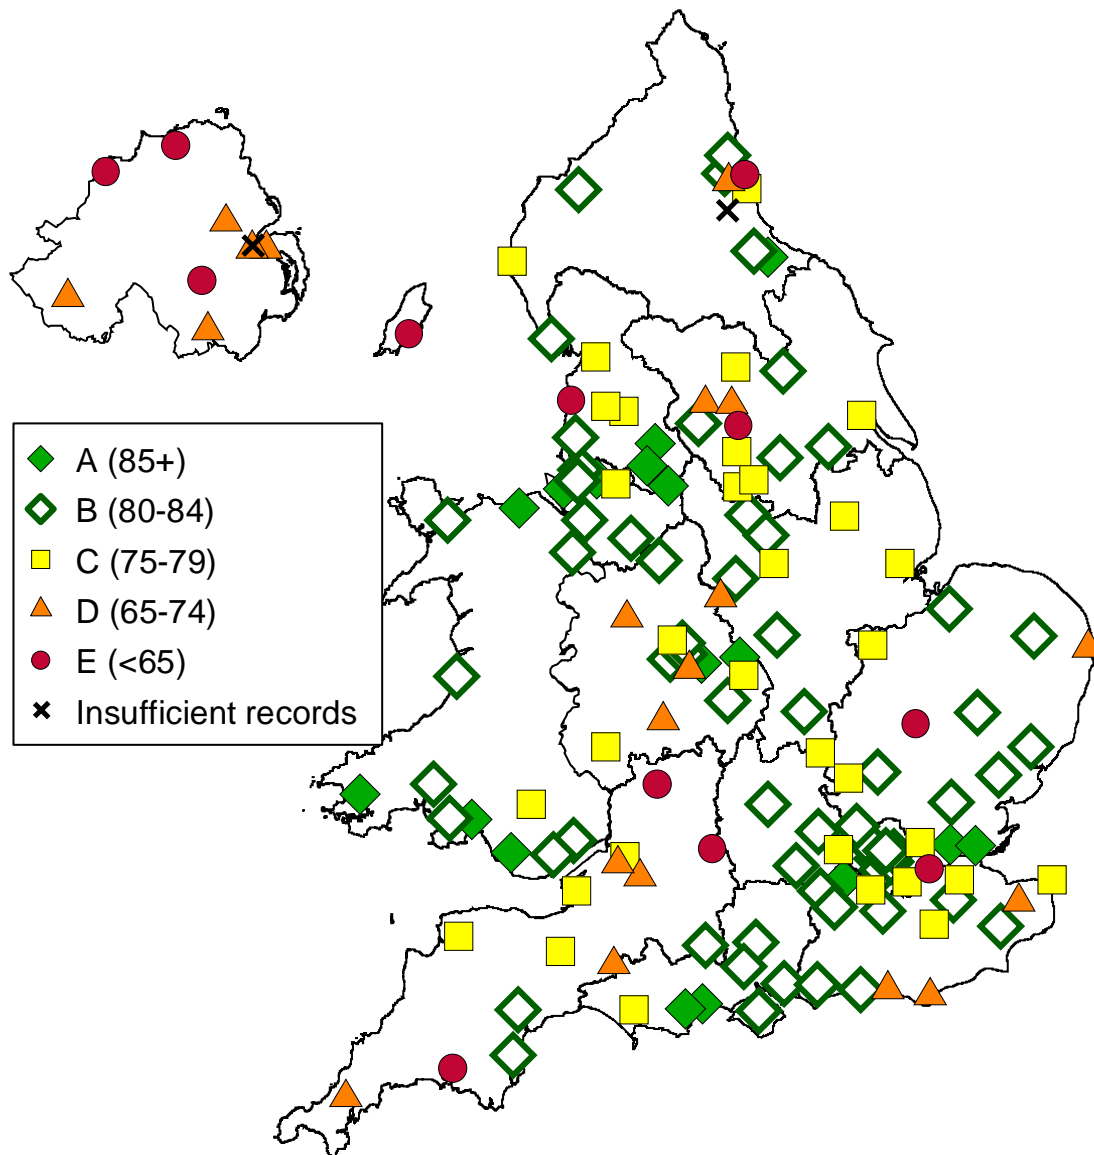 A (85+)
B (80-84)
C (75-79)
D (65-74)
E (<65)
Insufficient records